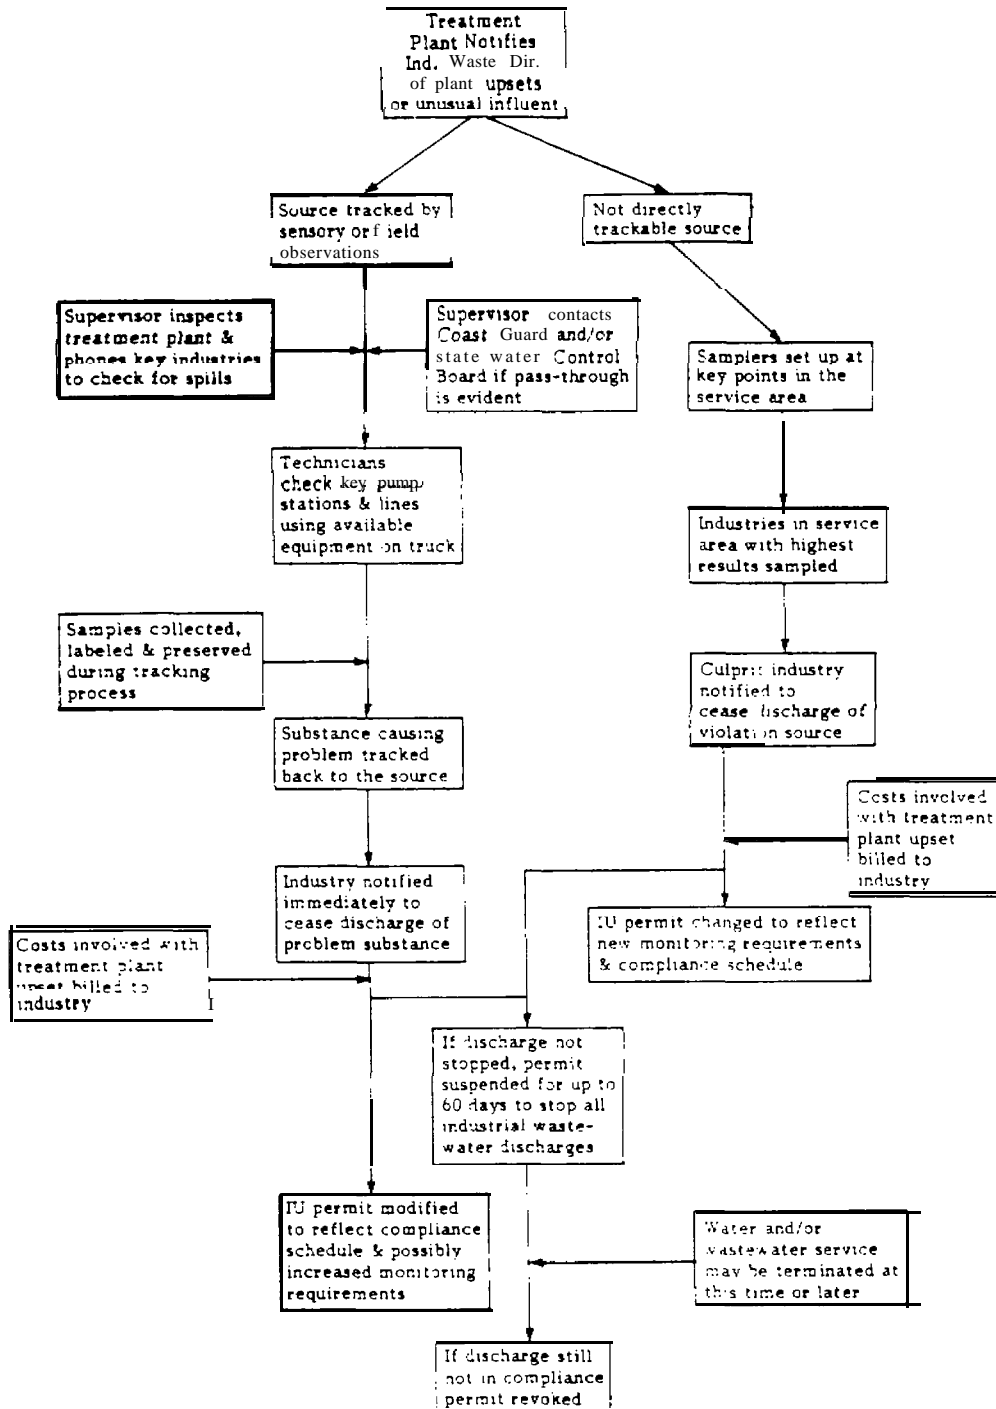 Treatment
Plant Notifies
Ind. Waste Dir.
of plant upsets
or unusual influent
Source tracked by
sensory or field
observations
Not directly
trackable source
Supervisor inspects
treatment plant &
phones key industries
to check for spills
Supervisor contacts
Coast Guard and/or
state water Control
Board if pass-through
is evident
Samplers set up at
key points in the
service area
Technicians
check key pump
stations & lines
using available
equipment on truck
Industries in service
area with highest
results sampled
Samples collected,
labeled & preserved
during tracking
process
Culprit industry
notified to
cease discharge of
violation source
Substance causing
problem tracked
back to the source
Costs involved
with treatment
plant upset
billed to
industry
Industry notified
immediately to
cease discharge of
problem substance
IU permit changed to reflect
new monitoring requirements
& compliance schedule
Costs involved with
treatment plant
upset billed to
industry
If discharge not
stopped, permit
suspended for up to
60 days to stop all
industrial waste-
water discharges
IU permit modified
to reflect compliance
schedule & possibly
increased monitoring
requirements
Water and/or
wastewater service
may be terminated at
this time or later
If discharge still
not in compliance
permit revoked